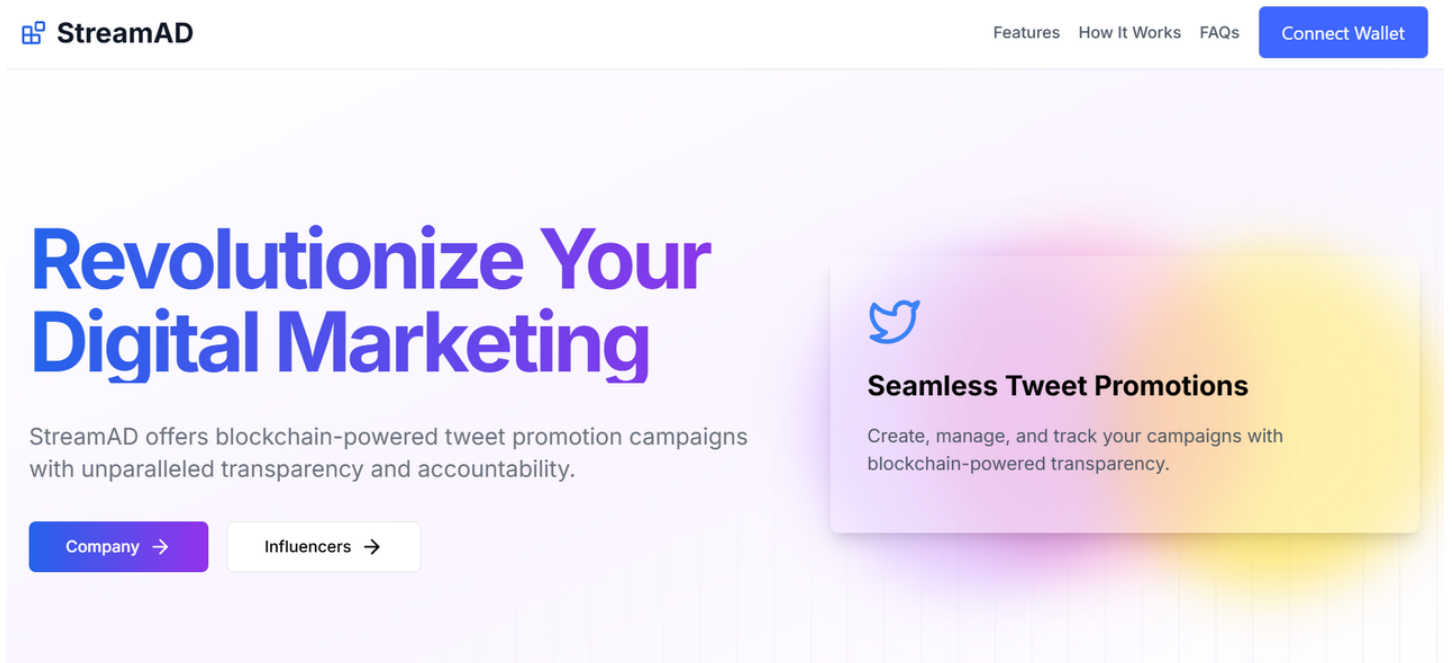 StreamAD
Features
How It Works
FAQs
Connect Wallet
Revolutionize Your
Digital Marketing
StreamAD offers blockchain-powered tweet promotion campaigns
with unparalleled transparency and accountability.
Company →
Influencers →
Seamless Tweet Promotions
Create, manage, and track your campaigns with
blockchain-powered transparency.